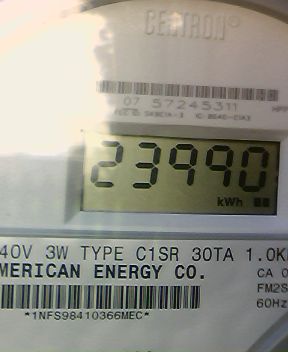 CENTRON®
07 57245311
23990
kWh
40V 3W TYPE C1SR 30TA 1.0K
MERICAN ENERGY CO.
CA 0
FM2S
60Hz
*1NFS98410366MEC*